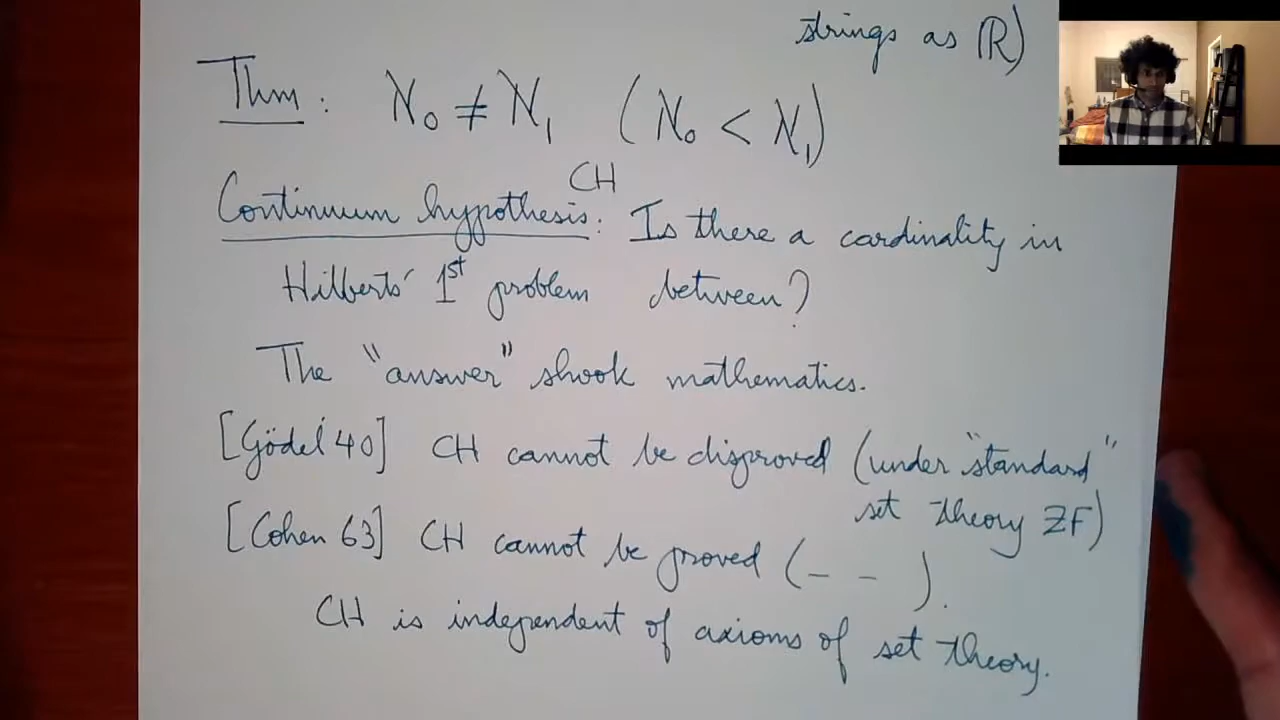 strings as ℝ)
Thm: ℵ₀ ≠ ℵ₁ (ℵ₀ < ℵ₁)
CH
Continuum hypothesis: Is there a cardinality in
Hilberts' 1st problem between?
The "answer" shook mathematics.
[Gödel'40] CH cannot be disproved (under "standard"
set theory ZF)
[Cohen 63] CH cannot be proved (– – ).
CH is independent of axioms of set theory.